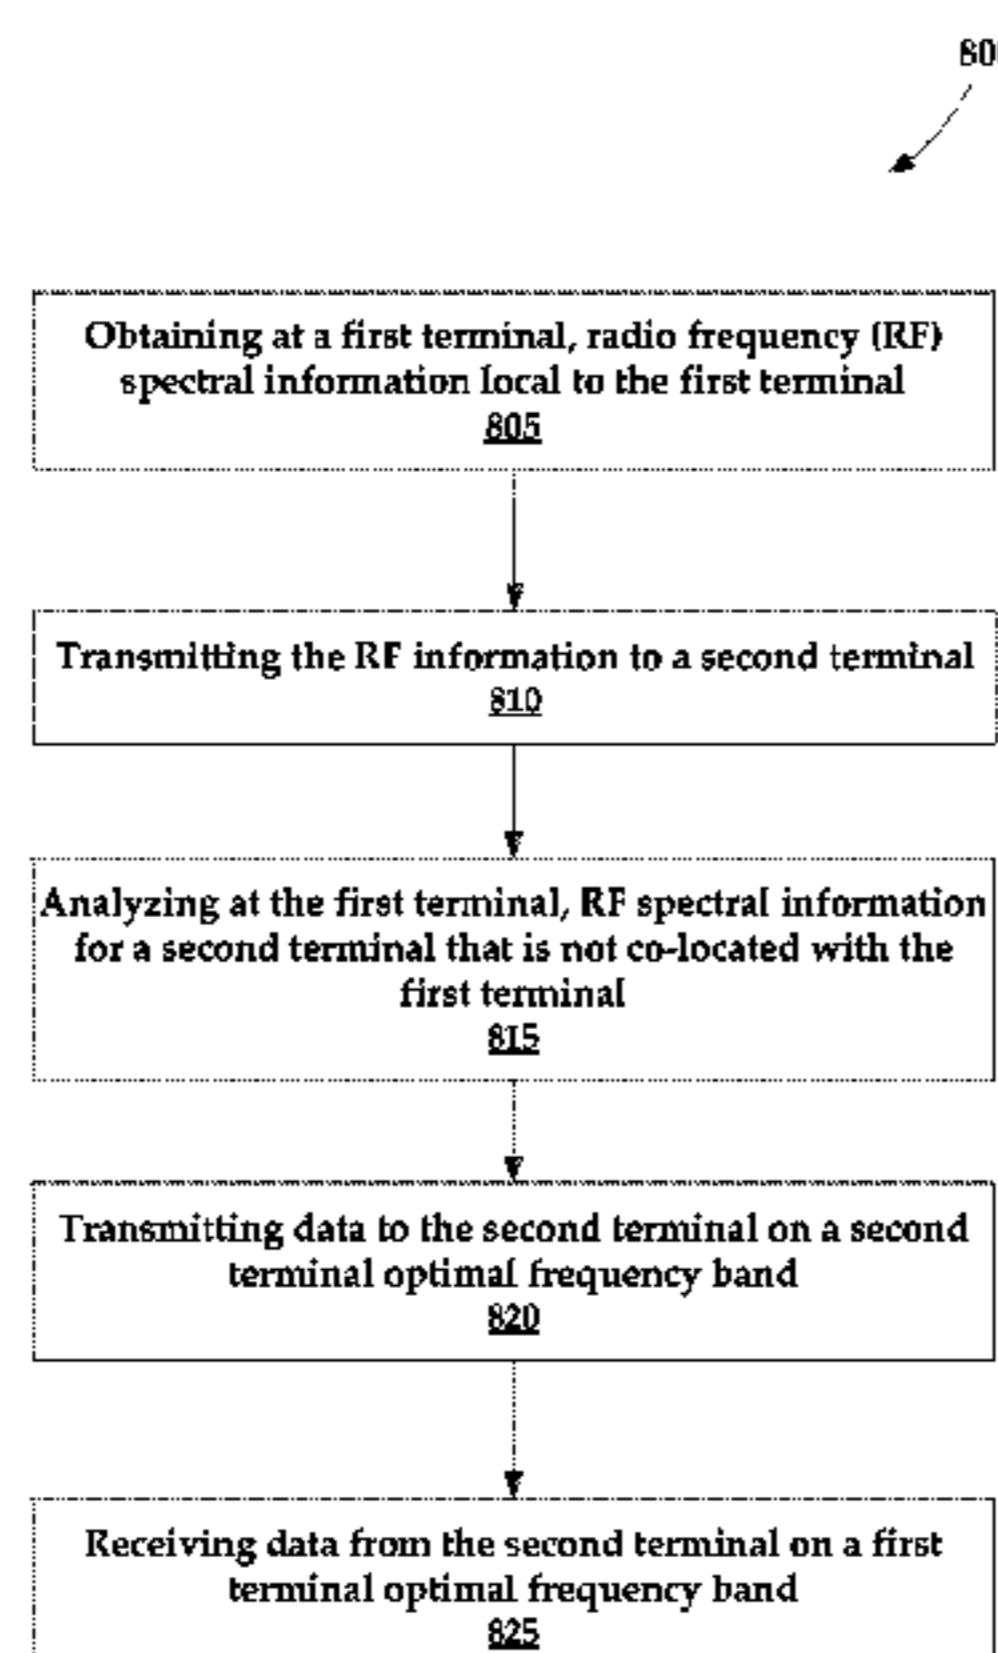 Obtaining at a first terminal, radio frequency (RF)
spectral information local to the first terminal
805
Transmitting the RF information to a second terminal
810
Analyzing at the first terminal, RF spectral information
for a second terminal that is not co-located with the
first terminal
815
Transmitting data to the second terminal on a second
terminal optimal frequency band
820
Receiving data from the second terminal on a first
terminal optimal frequency band
825